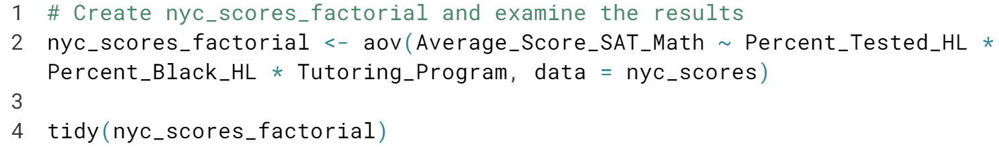 1 # Create nyc_scores_factorial and examine the results
2 nyc_scores_factorial <- aov(Average_Score_SAT_Math ~ Percent_Tested_HL *
Percent_Black_HL * Tutoring_Program, data = nyc_scores)
3
4 tidy(nyc_scores_factorial)